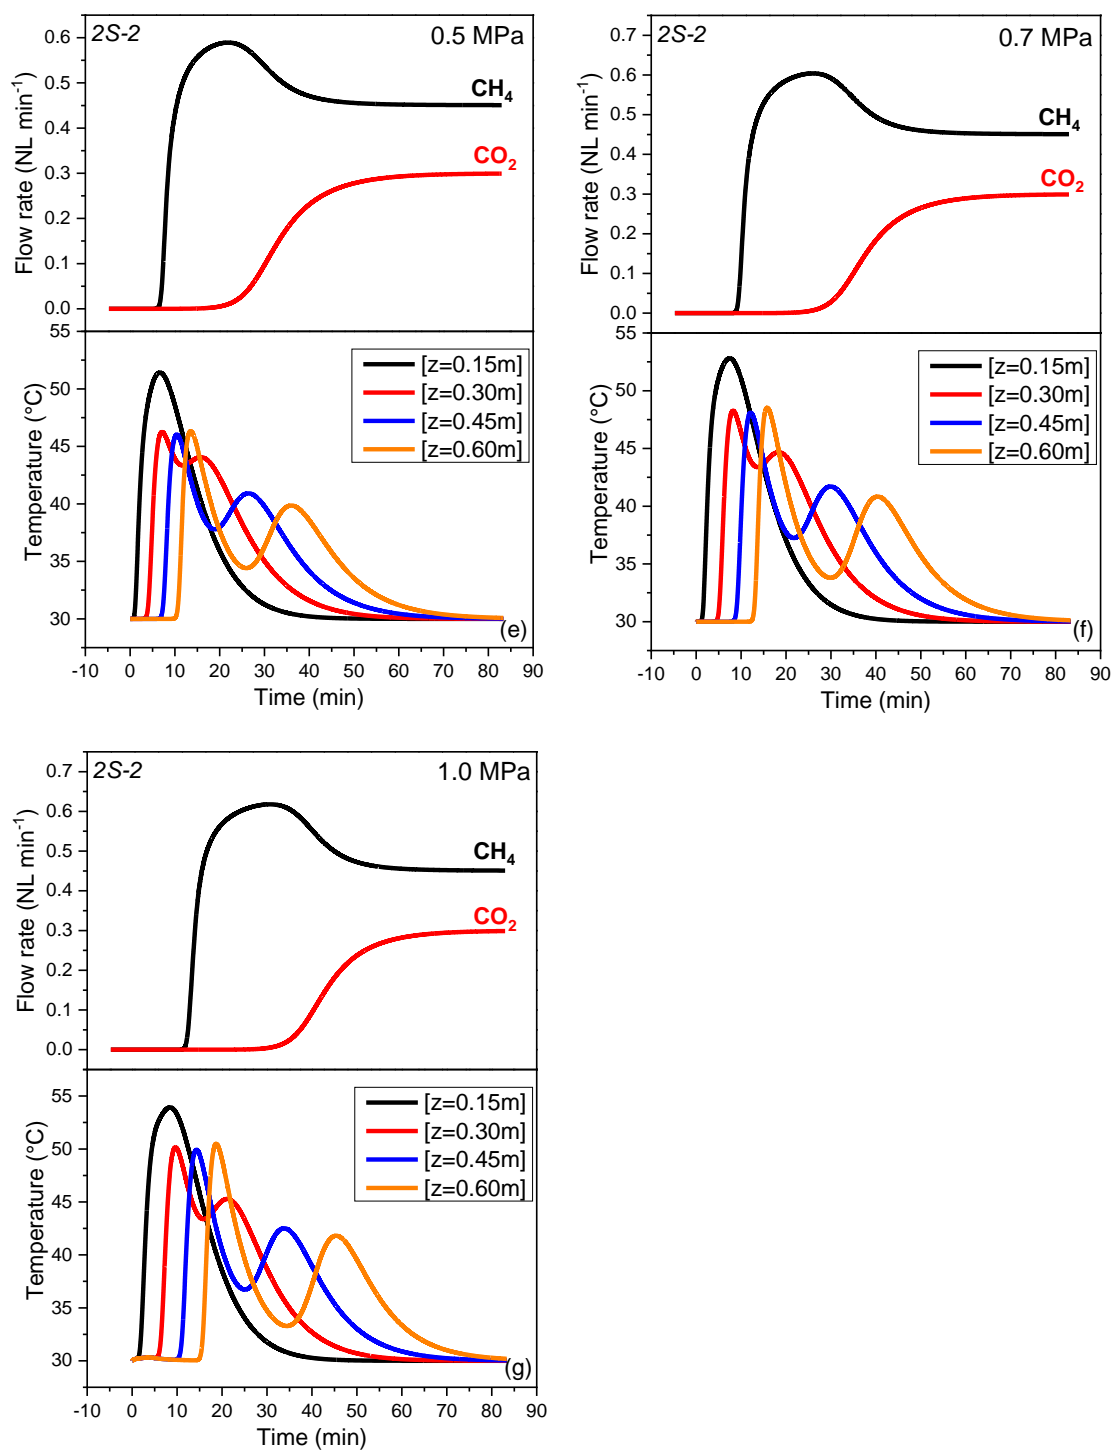 2S-2
0.5 MPa
0.6
0.5
0.4
0.3
0.2
0.1
0.0
Flow rate (NL min⁻¹)
CH₄
CO₂
55
50
45
40
35
30
Temperature (°C)
[z=0.15m]
[z=0.30m]
[z=0.45m]
[z=0.60m]
(e)
-10 0 10 20 30 40 50 60 70 80 90
Time (min)
2S-2
0.7 MPa
0.7
0.6
0.5
0.4
0.3
0.2
0.1
0.0
Flow rate (NL min⁻¹)
CH₄
CO₂
55
50
45
40
35
30
Temperature (°C)
[z=0.15m]
[z=0.30m]
[z=0.45m]
[z=0.60m]
(f)
-10 0 10 20 30 40 50 60 70 80 90
Time (min)
2S-2
1.0 MPa
0.7
0.6
0.5
0.4
0.3
0.2
0.1
0.0
Flow rate (NL min⁻¹)
CH₄
CO₂
55
50
45
40
35
30
Temperature (°C)
[z=0.15m]
[z=0.30m]
[z=0.45m]
[z=0.60m]
(g)
-10 0 10 20 30 40 50 60 70 80 90
Time (min)